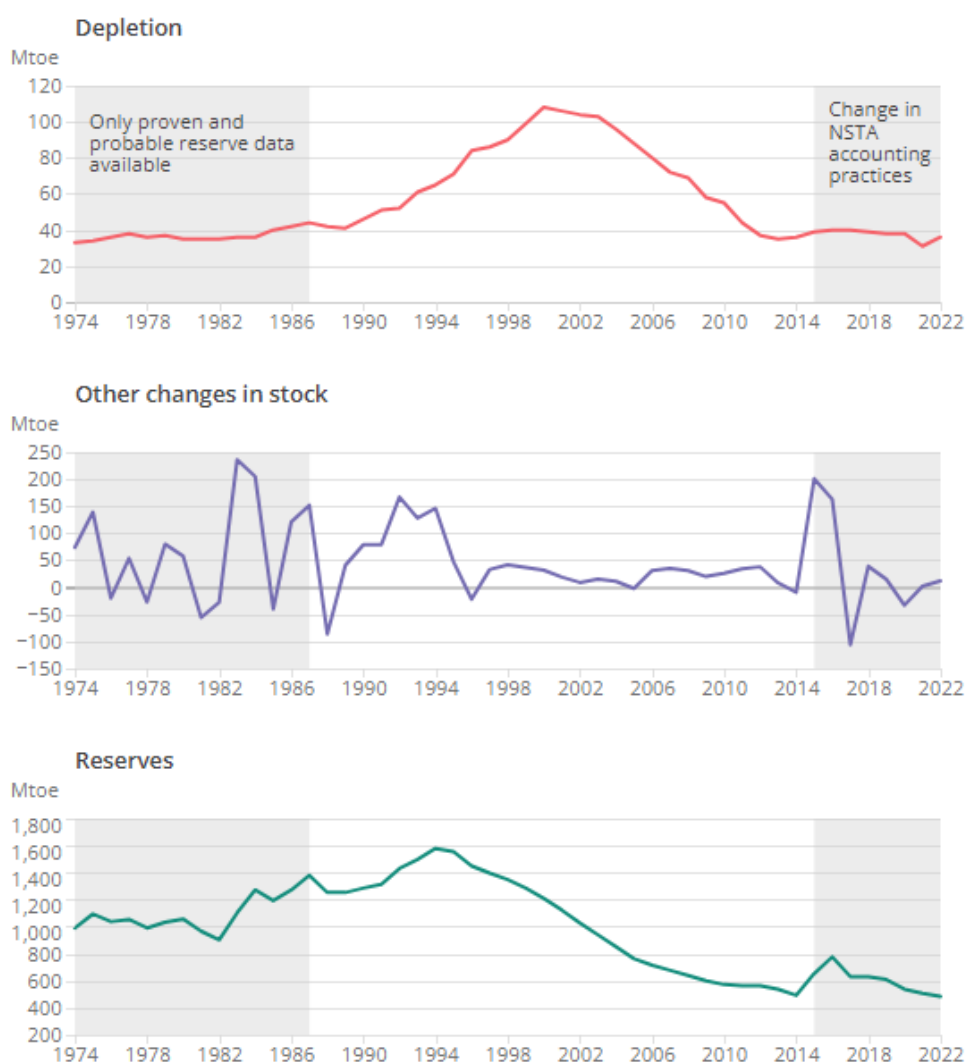 Depletion
Mtoe
120
100
80
60
40
20
0
Only proven and
probable reserve data
available
Change in
NSTA
accounting
practices
1974 1978 1982 1986 1990 1994 1998 2002 2006 2010 2014 2018 2022
Other changes in stock
Mtoe
250
200
150
100
50
0
−50
−100
−150
1974 1978 1982 1986 1990 1994 1998 2002 2006 2010 2014 2018 2022
Reserves
Mtoe
1,800
1,600
1,400
1,200
1,000
800
600
400
200
1974 1978 1982 1986 1990 1994 1998 2002 2006 2010 2014 2018 2022